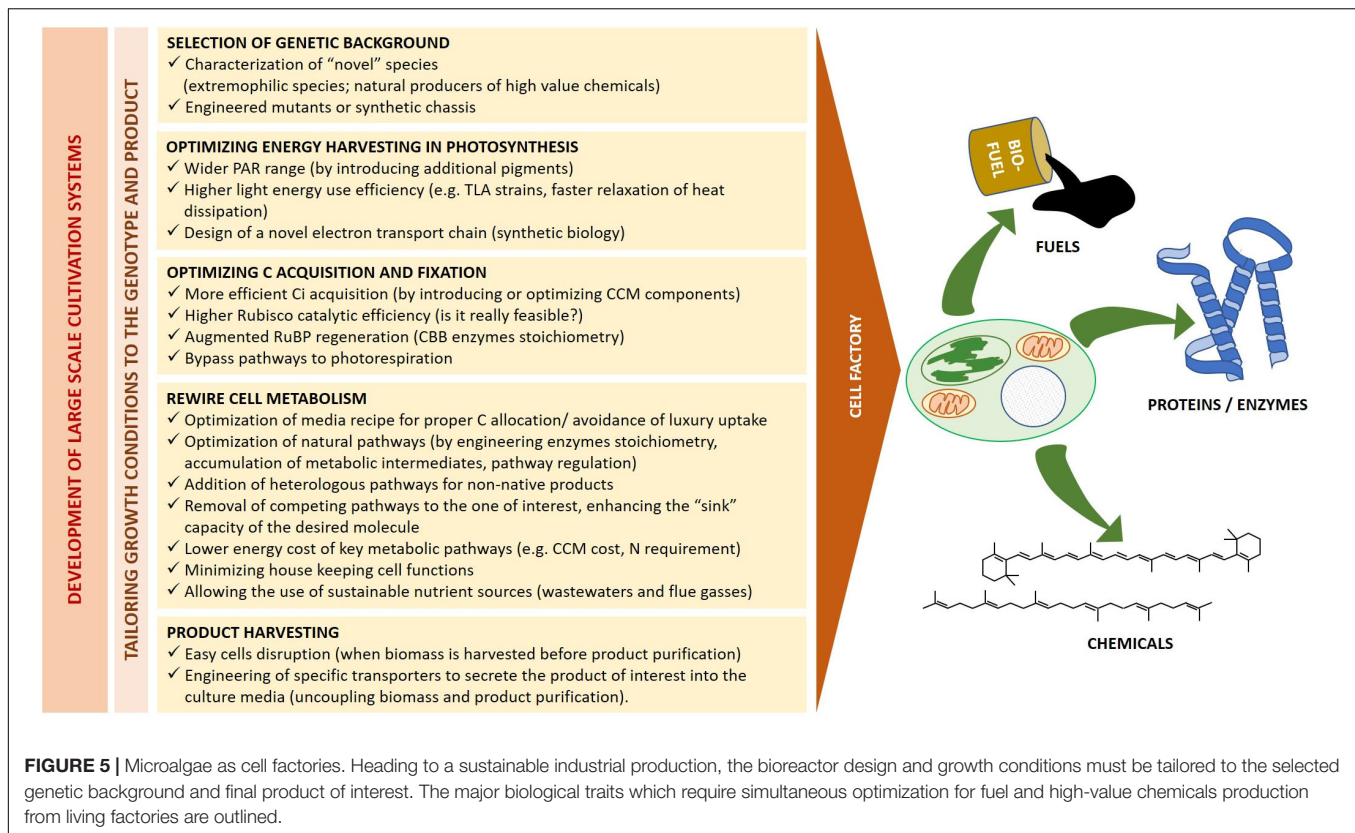 DEVELOPMENT OF LARGE SCALE CULTIVATION SYSTEMS
TAILORING GROWTH CONDITIONS TO THE GENOTYPE AND PRODUCT
SELECTION OF GENETIC BACKGROUND
✓ Characterization of “novel” species
(extremophilic species; natural producers of high value chemicals)
✓ Engineered mutants or synthetic chassis
OPTIMIZING ENERGY HARVESTING IN PHOTOSYNTHESIS
✓ Wider PAR range (by introducing additional pigments)
✓ Higher light energy use efficiency (e.g. TLA strains, faster relaxation of heat
dissipation)
✓ Design of a novel electron transport chain (synthetic biology)
OPTIMIZING C ACQUISITION AND FIXATION
✓ More efficient Ci acquisition (by introducing or optimizing CCM components)
✓ Higher Rubisco catalytic efficiency (is it really feasible?)
✓ Augmented RuBP regeneration (CBB enzymes stoichiometry)
✓ Bypass pathways to photorespiration
REWIRE CELL METABOLISM
✓ Optimization of media recipe for proper C allocation/ avoidance of luxury uptake
✓ Optimization of natural pathways (by engineering enzymes stoichiometry,
accumulation of metabolic intermediates, pathway regulation)
✓ Addition of heterologous pathways for non-native products
✓ Removal of competing pathways to the one of interest, enhancing the “sink”
capacity of the desired molecule
✓ Lower energy cost of key metabolic pathways (e.g. CCM cost, N requirement)
✓ Minimizing house keeping cell functions
✓ Allowing the use of sustainable nutrient sources (wastewaters and flue gasses)
PRODUCT HARVESTING
✓ Easy cells disruption (when biomass is harvested before product purification)
✓ Engineering of specific transporters to secrete the product of interest into the
culture media (uncoupling biomass and product purification).
CELL FACTORY
BIO-
FUEL
FUELS
PROTEINS / ENZYMES
CHEMICALS
FIGURE 5 | Microalgae as cell factories. Heading to a sustainable industrial production, the bioreactor design and growth conditions must be tailored to the selected
genetic background and final product of interest. The major biological traits which require simultaneous optimization for fuel and high-value chemicals production
from living factories are outlined.